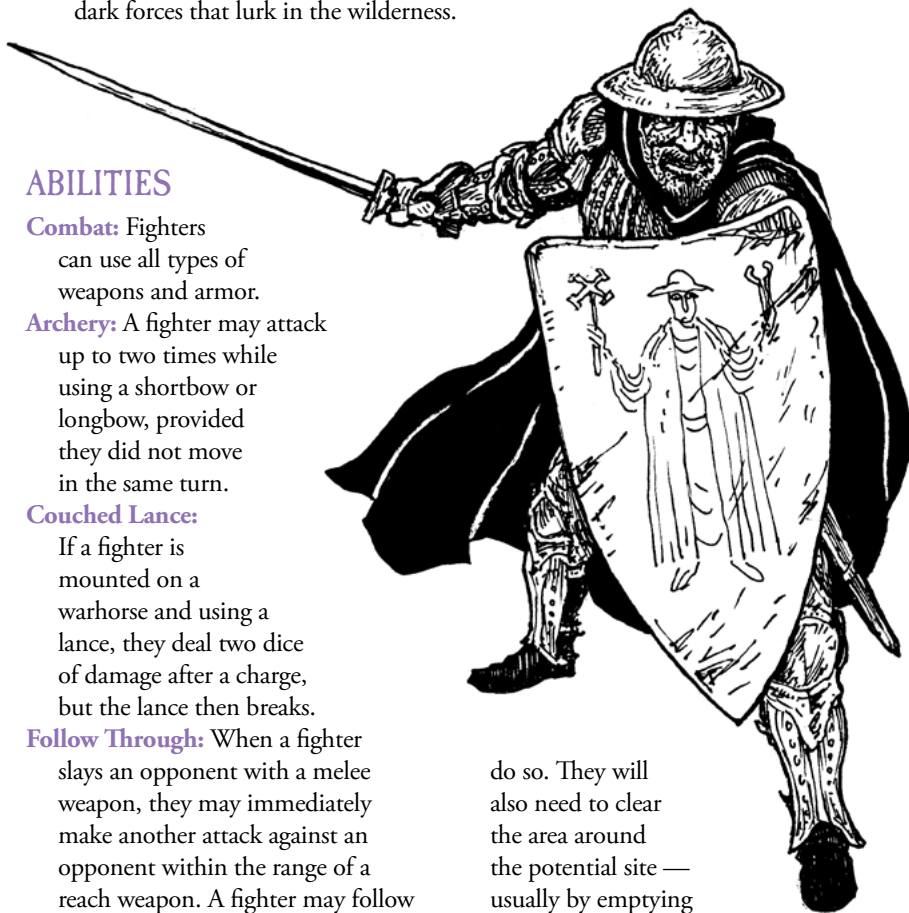 dark forces that lurk in the wilderness.
ABILITIES
Combat: Fighters
can use all types of
weapons and armor.
Archery: A fighter may attack
up to two times while
using a shortbow or
longbow, provided
they did not move
in the same turn.
Couched Lance:
If a fighter is
mounted on a
warhorse and using a
lance, they deal two dice
of damage after a charge,
but the lance then breaks.
Follow Through: When a fighter
slays an opponent with a melee
weapon, they may immediately
make another attack against an
opponent within the range of a
reach weapon. A fighter may follow
do so. They will
also need to clear
the area around
the potential site —
usually by emptying